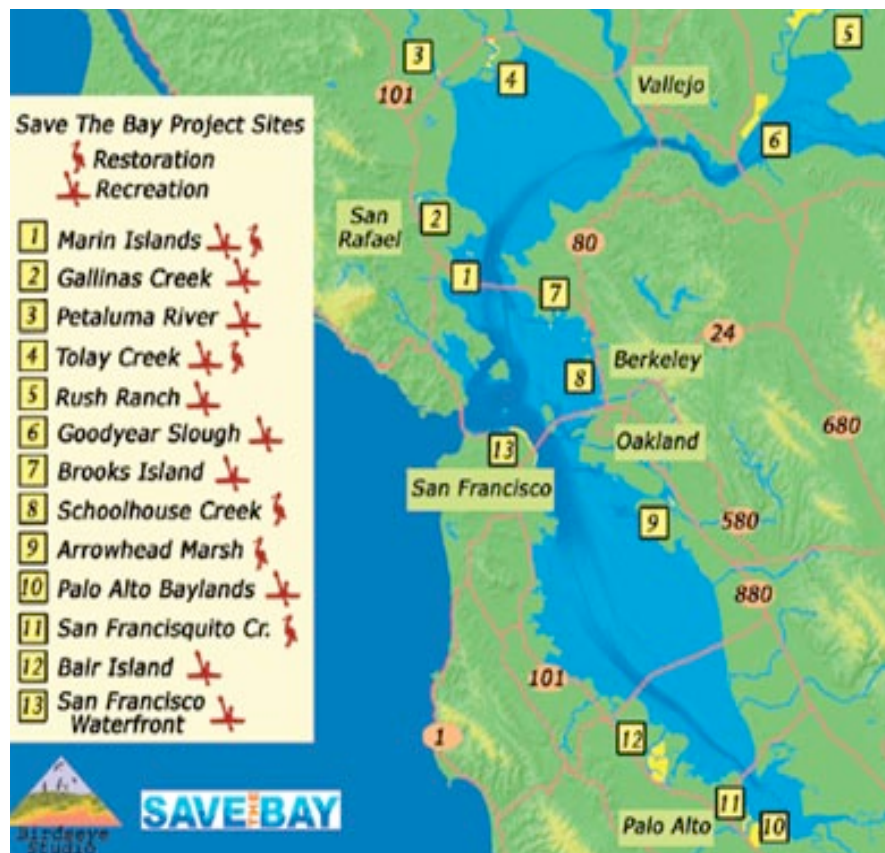 Save The Bay Project Sites
Restoration
Recreation
1 Marin Islands
2 Gallinas Creek
3 Petaluma River
4 Tolay Creek
5 Rush Ranch
6 Goodyear Slough
7 Brooks Island
8 Schoolhouse Creek
9 Arrowhead Marsh
10 Palo Alto Baylands
11 San Francisquito Cr.
12 Bair Island
13 San Francisco
Waterfront
Birdseye
Studio
SAVE THE BAY
3
4
5
101
Vallejo
6
2
San
Rafael
80
1
7
24
Berkeley
8
680
Oakland
13
San Francisco
9
580
880
101
12
1
11
Palo Alto
10